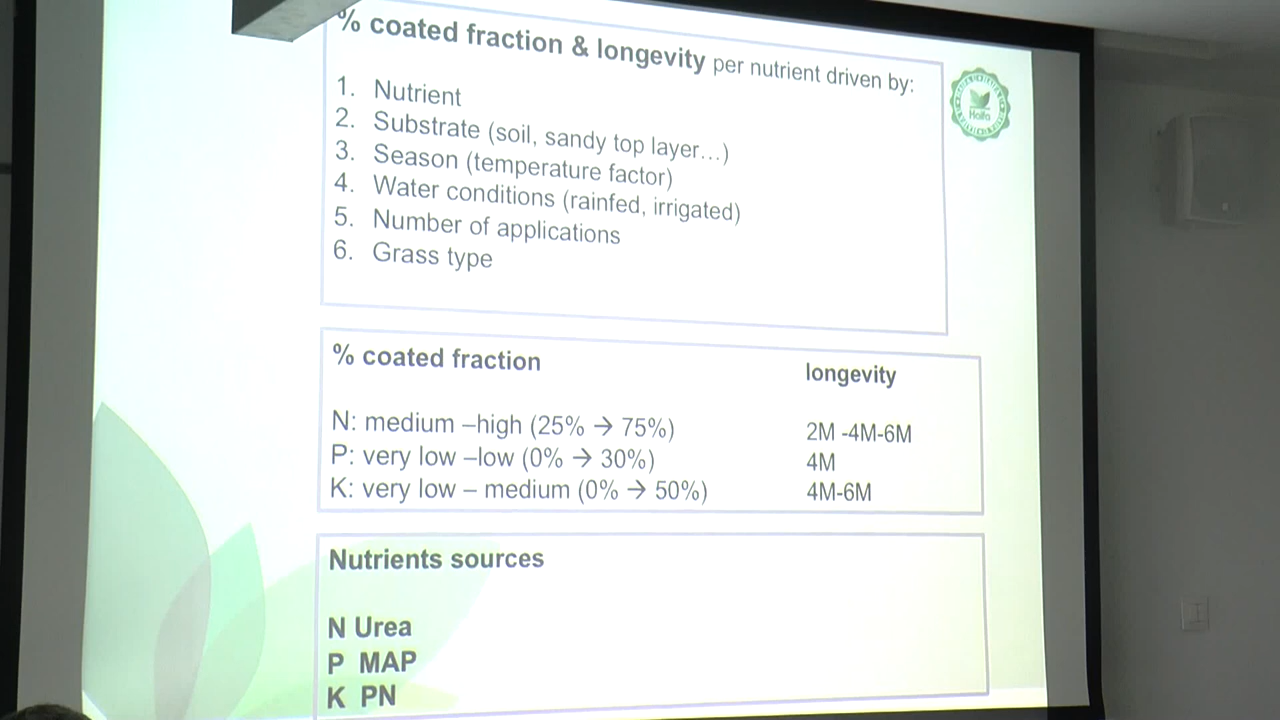 % coated fraction & longevity per nutrient driven by:
1. Nutrient
2. Substrate (soil, sandy top layer…)
3. Season (temperature factor)
4. Water conditions (rainfed, irrigated)
5. Number of applications
6. Grass type
Haifa
% coated fraction longevity
N: medium –high (25% → 75%) 2M -4M-6M
P: very low –low (0% → 30%) 4M
K: very low – medium (0% → 50%) 4M-6M
Nutrients sources
N Urea
P MAP
K PN